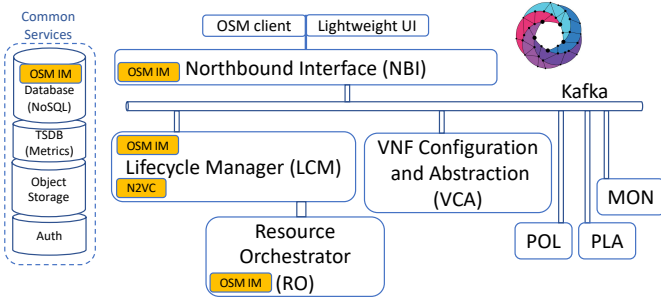 Common
Services
OSM IM
Database
(NoSQL)
TSDB
(Metrics)
Object
Storage
Auth
OSM client
Lightweight UI
OSM IM
Northbound Interface (NBI)
Kafka
OSM IM
Lifecycle Manager (LCM)
N2VC
VNF Configuration
and Abstraction
(VCA)
MON
POL
PLA
Resource
Orchestrator
OSM IM
(RO)